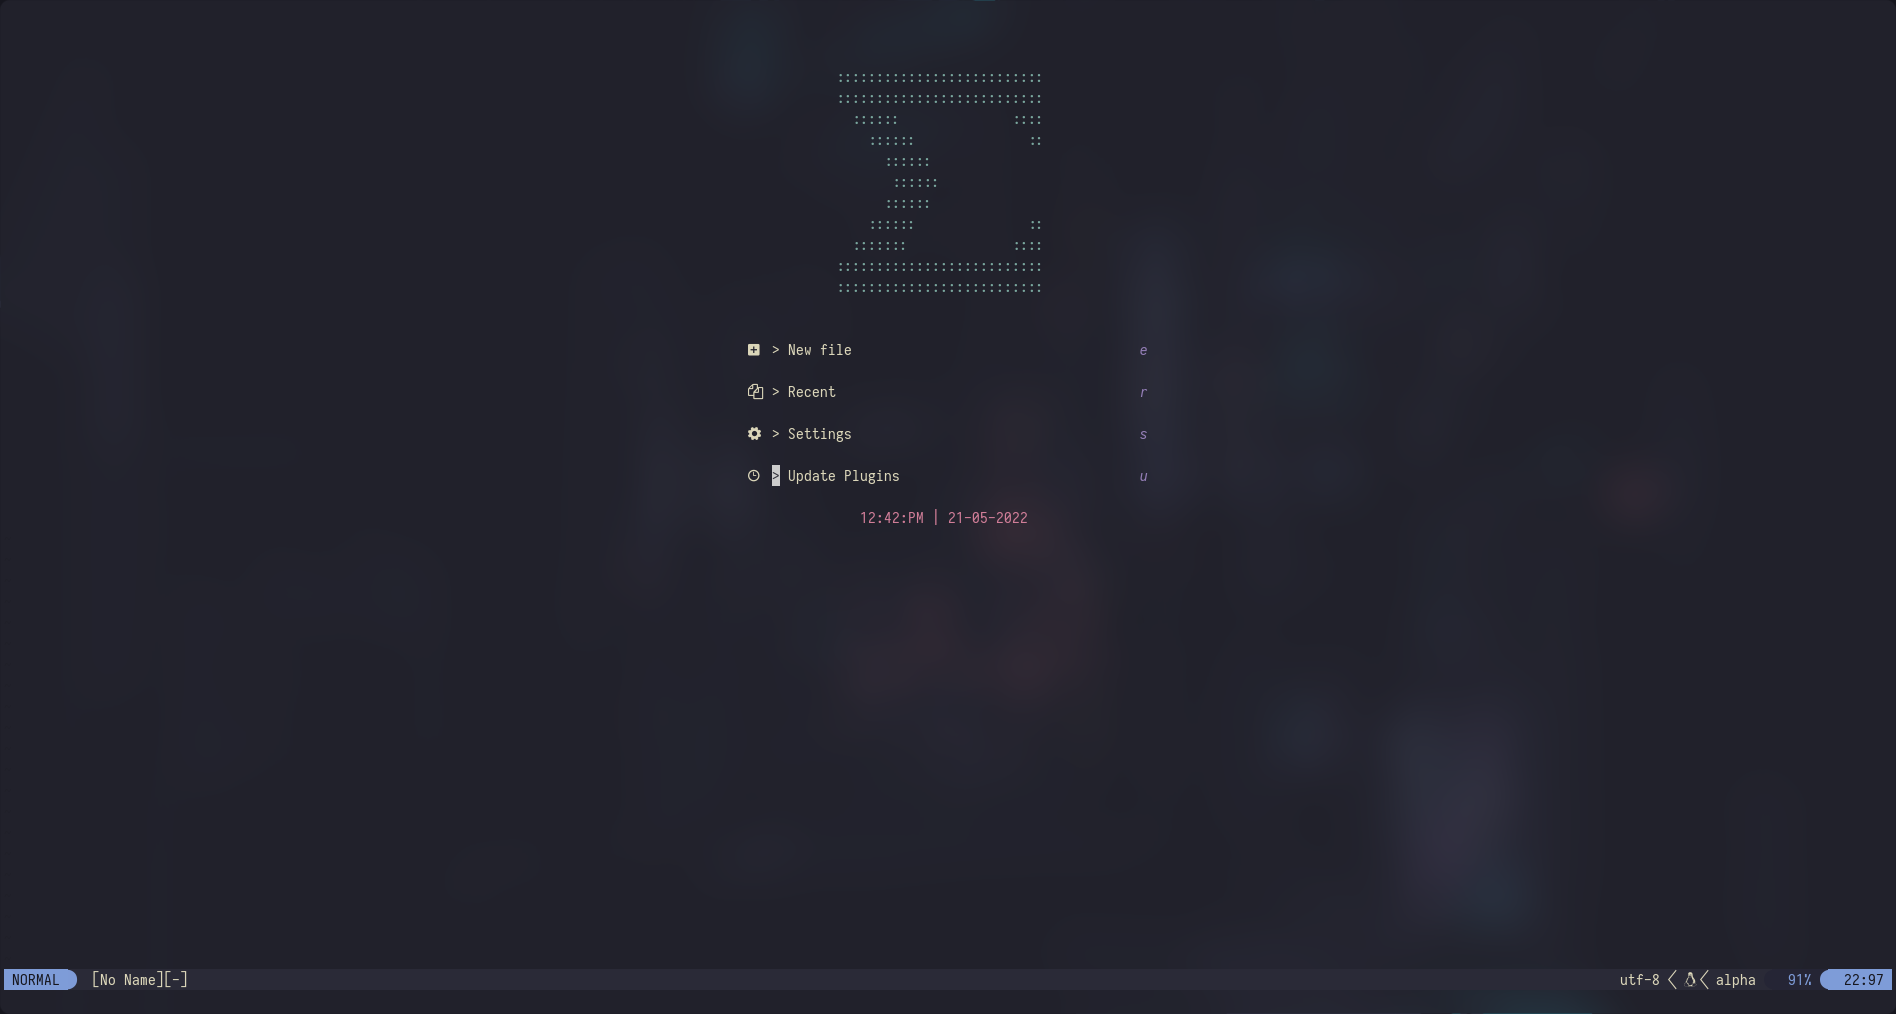 ::::::::::::::::::::::::::
::::::::::::::::::::::::::
  ::::::              ::::
    ::::::              ::
      ::::::
       ::::::
      ::::::
    ::::::              ::
  :::::::             ::::
::::::::::::::::::::::::::
::::::::::::::::::::::::::
> New file e
> Recent r
> Settings s
> Update Plugins u
12:42:PM | 21-05-2022
NORMAL [No Name][-] utf-8 < < alpha 91% 22:97